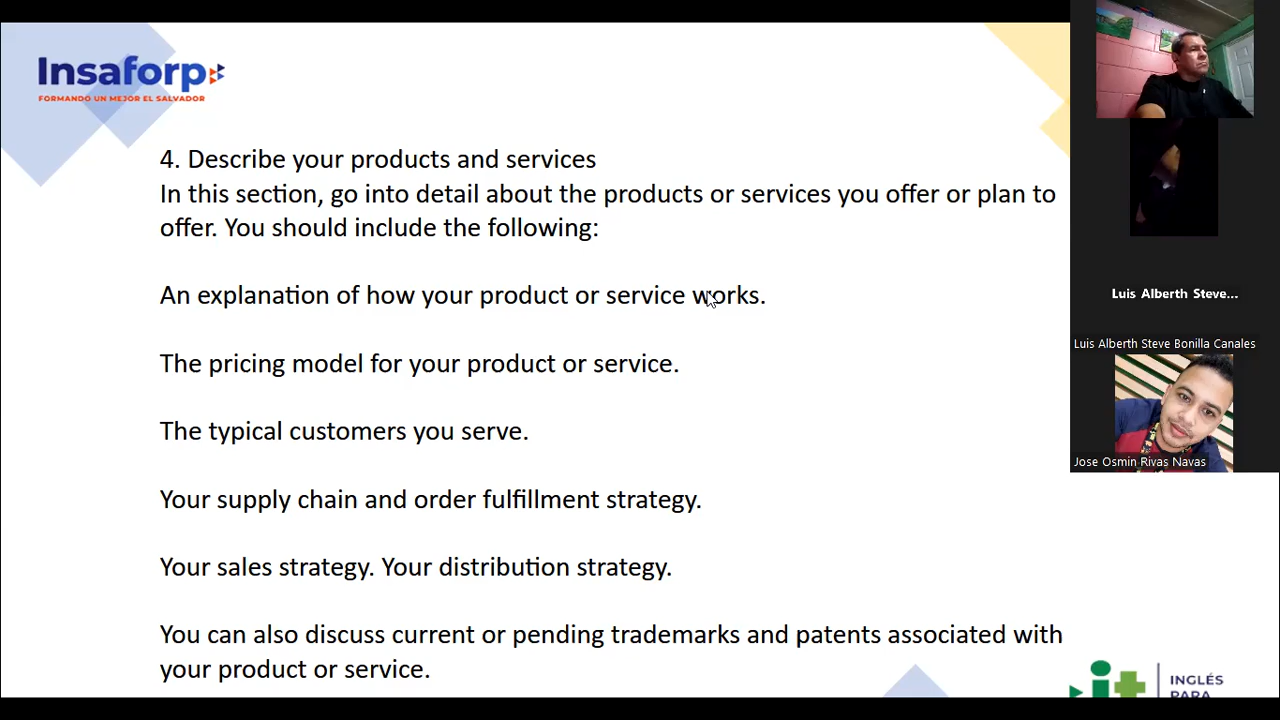 Insaforp
FORMANDO UN MEJOR EL SALVADOR
4. Describe your products and services
In this section, go into detail about the products or services you offer or plan to
offer. You should include the following:
An explanation of how your product or service works.
The pricing model for your product or service.
The typical customers you serve.
Your supply chain and order fulfillment strategy.
Your sales strategy. Your distribution strategy.
You can also discuss current or pending trademarks and patents associated with
your product or service.
Luis Alberth Steve...
Luis Alberth Steve Bonilla Canales
Jose Osmin Rivas Navas
INGLÉS
PARA